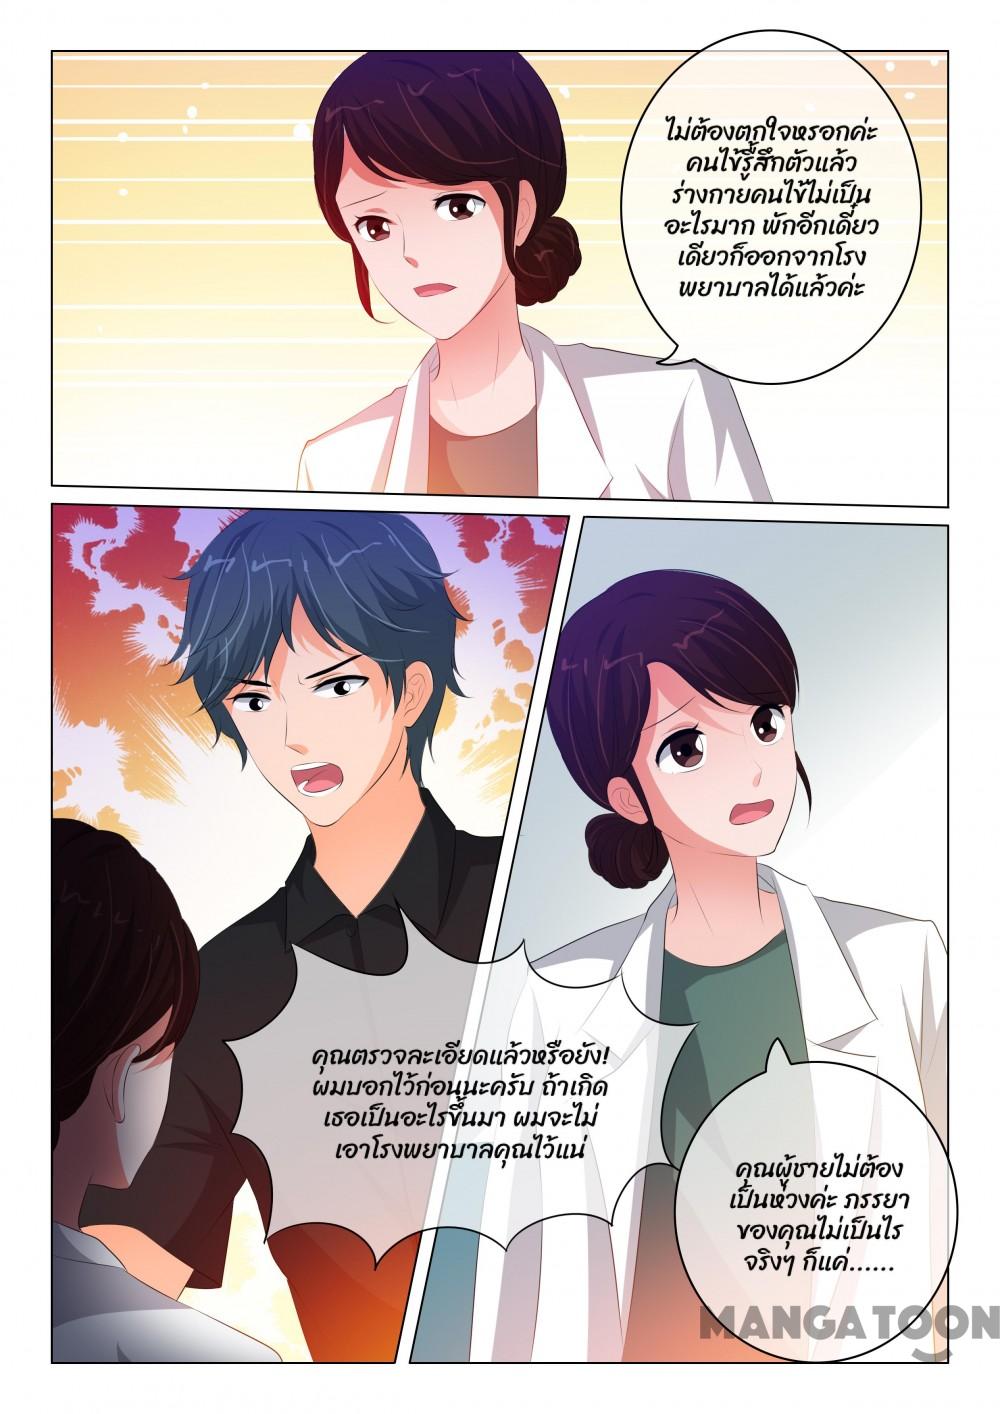 ไม่ต้องตกใจหรอกค่ะ
คนไข้รู้สึกตัวแล้ว
ร่างกายคนไข้ไม่เป็น
อะไรมาก พักอีกเดี๋ยว
เดียวก็ออกจากโรง
พยาบาลได้แล้วค่ะ
คุณตรวจละเอียดแล้วหรือยัง!
ผมบอกไว้ก่อนนะครับ ถ้าเกิด
เธอเป็นอะไรขึ้นมา ผมจะไม่
เอาโรงพยาบาลคุณไว้แน่
คุณผู้ชายไม่ต้อง
เป็นห่วงค่ะ ภรรยา
ของคุณไม่เป็นไร
จริงๆ ก็แค่......
MANGATOON